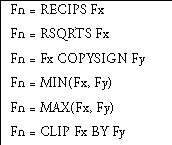 Fn = RECIPS Fx
Fn = RSQRTS Fx
Fn = Fx COPYSIGN Fy
Fn = MIN(Fx, Fy)
Fn = MAX(Fx, Fy)
Fn = CLIP Fx BY Fy